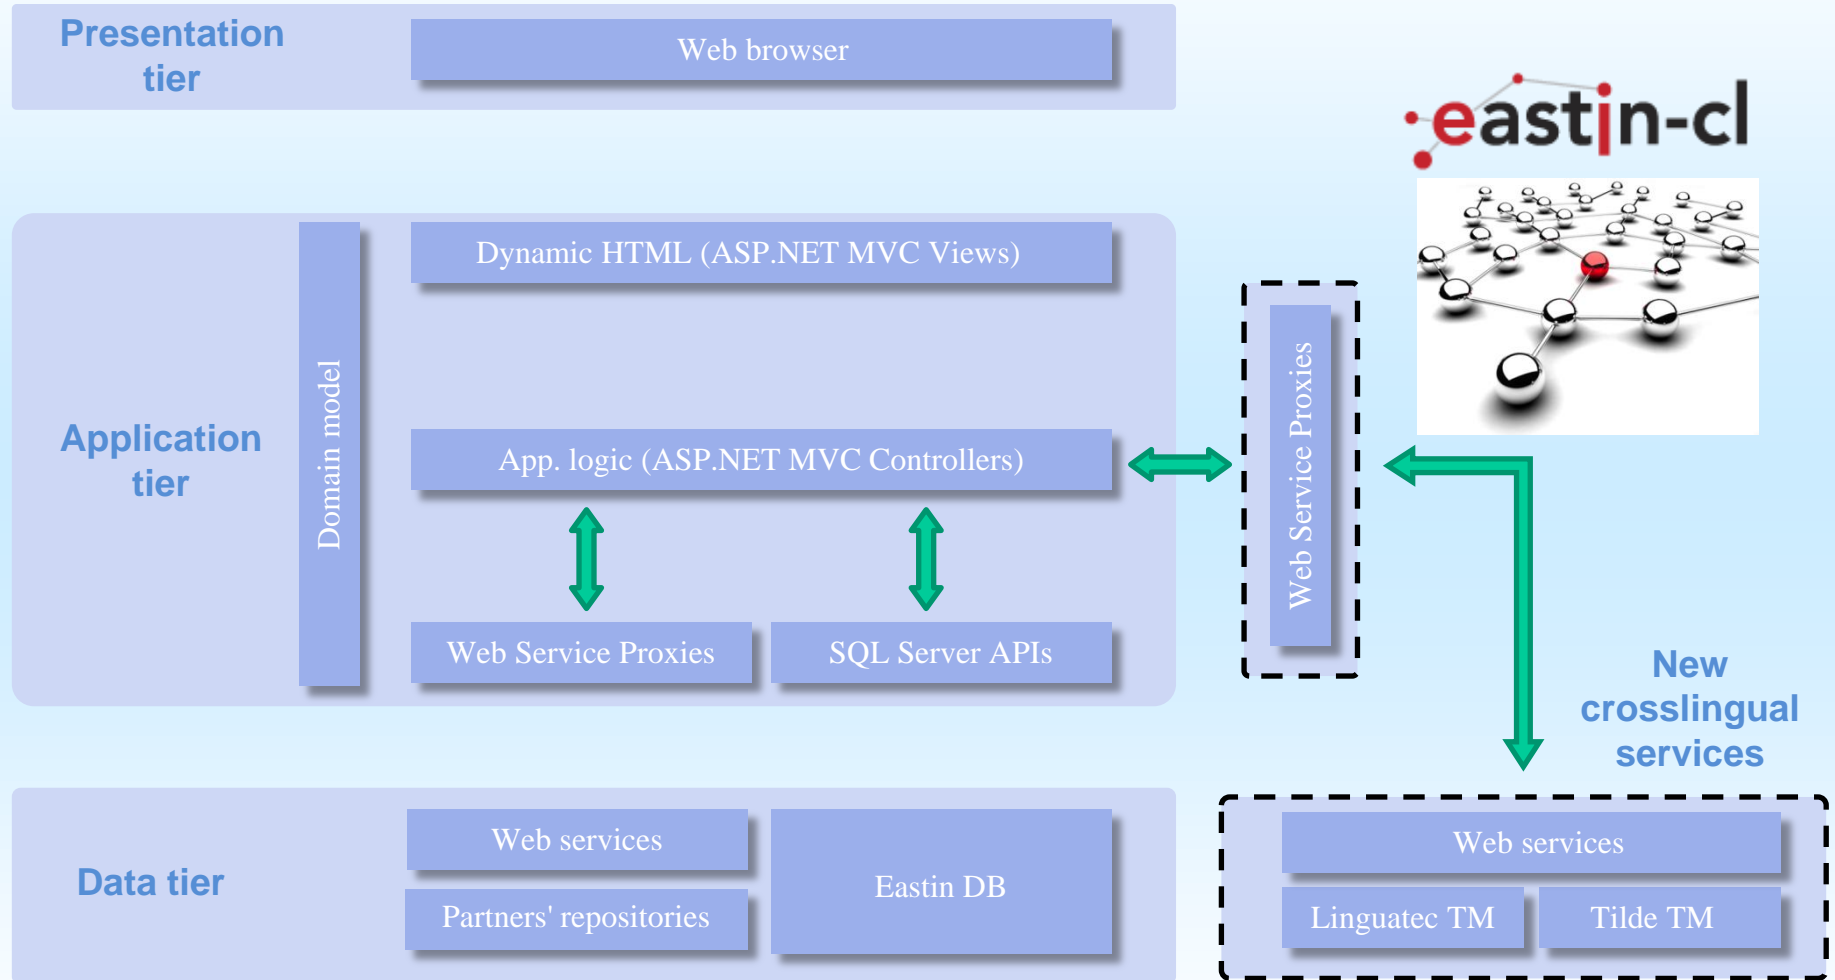 Presentation
tier
Web browser
eastin-cl
Dynamic HTML (ASP.NET MVC Views)
Domain model
Application
tier
App. logic (ASP.NET MVC Controllers)
Web Service Proxies
Web Service Proxies
SQL Server APIs
New
crosslingual
services
Data tier
Web services
Partners' repositories
Eastin DB
Web services
Linguatec TM
Tilde TM